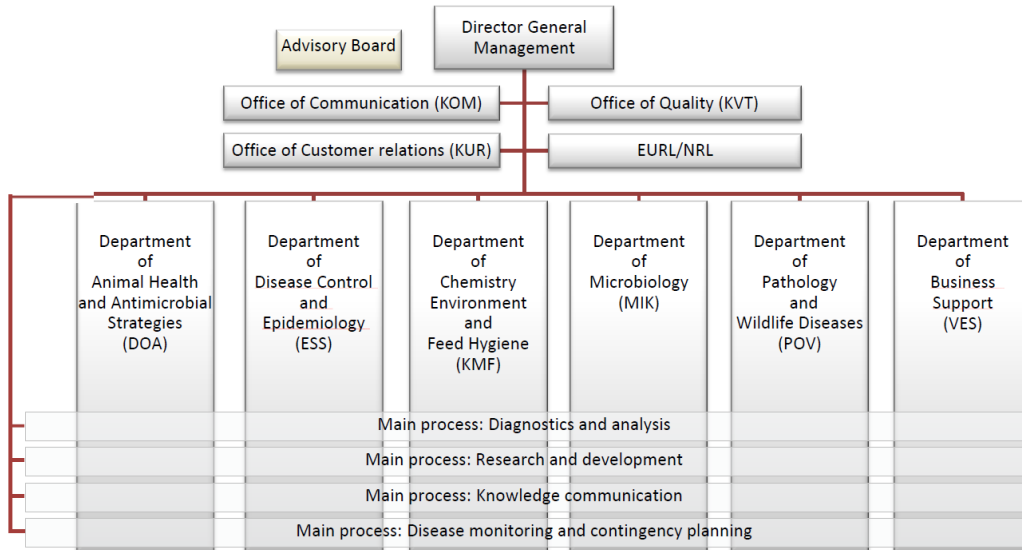 Director General
Management
Advisory Board
Office of Communication (KOM)
Office of Quality (KVT)
Office of Customer relations (KUR)
EURL/NRL
Department
of
Animal Health
and Antimicrobial
Strategies
(DOA)
Department
of
Disease Control
and
Epidemiology
(ESS)
Department
of
Chemistry
Environment
and
Feed Hygiene
(KMF)
Department
of
Microbiology
(MIK)
Department
of
Pathology
and
Wildlife Diseases
(POV)
Department
of
Business
Support
(VES)
Main process: Diagnostics and analysis
Main process: Research and development
Main process: Knowledge communication
Main process: Disease monitoring and contingency planning